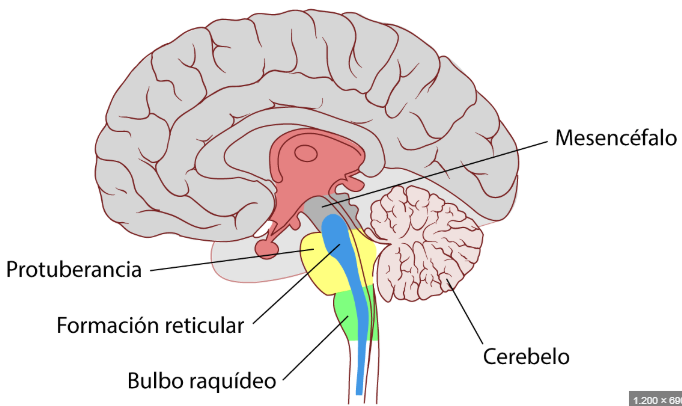 Mesencéfalo
Protuberancia
Formación reticular
Cerebelo
Bulbo raquídeo